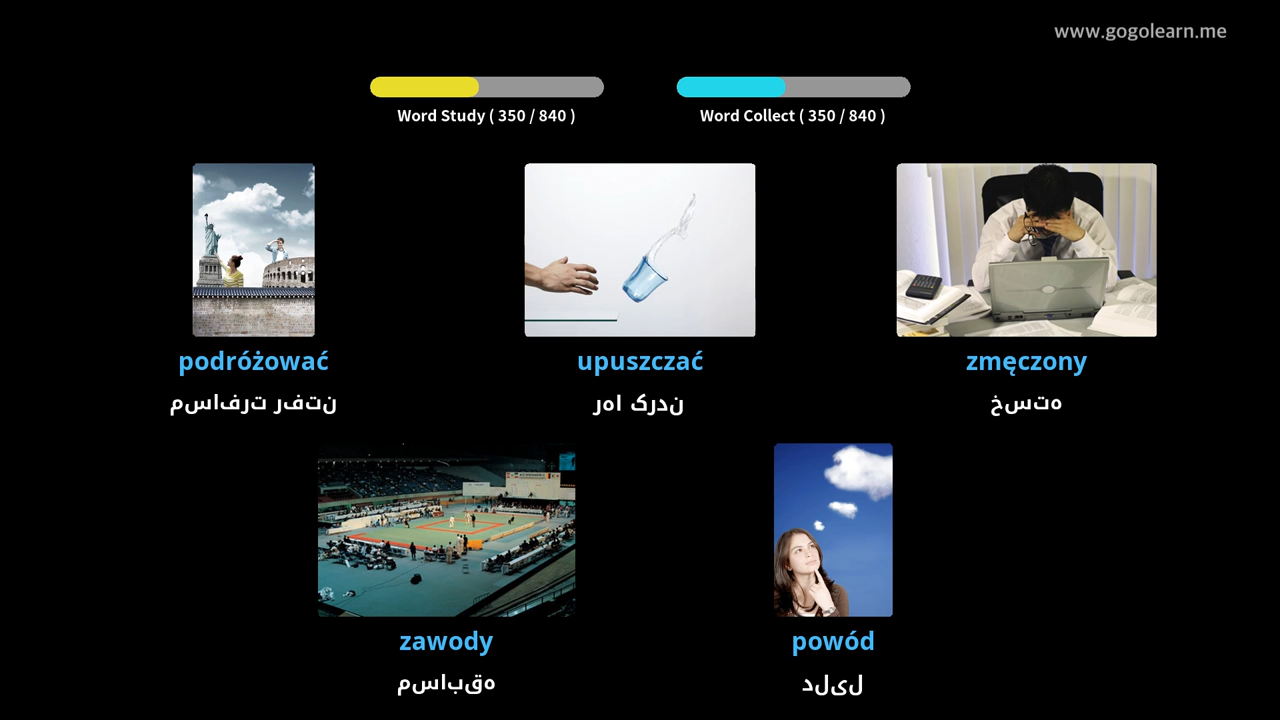 www.gogolearn.me
Word Study ( 350 / 840 )
Word Collect ( 350 / 840 )
podróżować
مسافرت رفتن
upuszczać
رها کردن
zmęczony
خسته
zawody
مسابقه
powód
دلیل